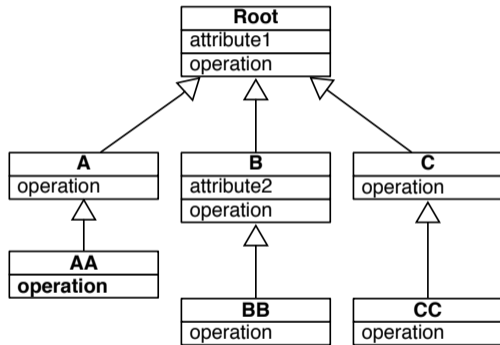 Root
attribute1
operation
A
operation
B
attribute2
operation
C
operation
AA
operation
BB
operation
CC
operation